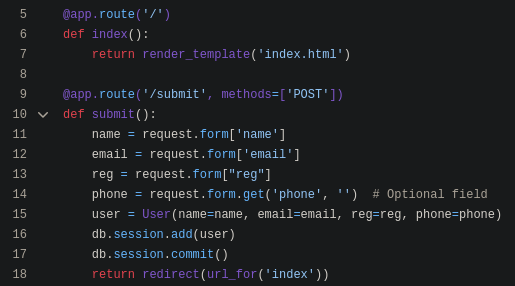 5 @app.route('/')
6 def index():
7     return render_template('index.html')
8
9 @app.route('/submit', methods=['POST'])
10 def submit():
11     name = request.form['name']
12     email = request.form['email']
13     reg = request.form["reg"]
14     phone = request.form.get('phone', '')  # Optional field
15     user = User(name=name, email=email, reg=reg, phone=phone)
16     db.session.add(user)
17     db.session.commit()
18     return redirect(url_for('index'))